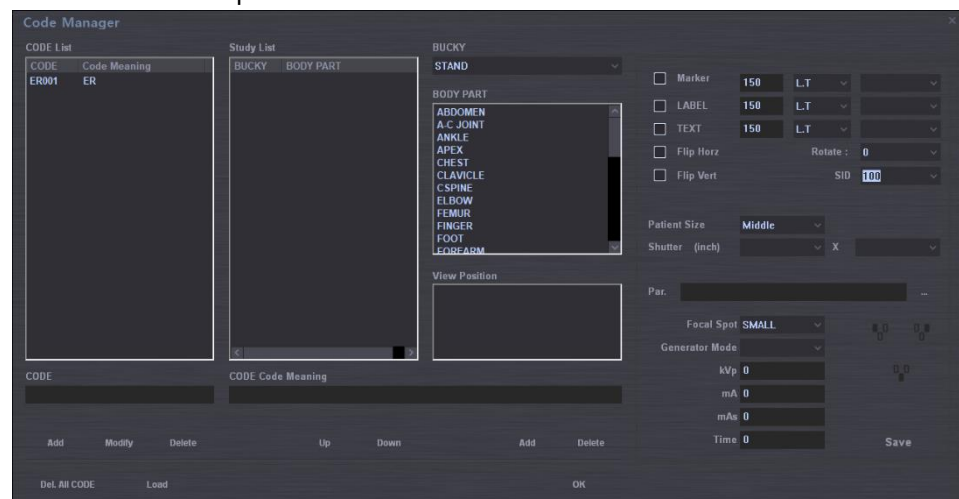 Code Manager
x
CODE List
CODE Code Meaning
ER001 ER
Study List
BUCKY BODY PART
BUCKY
STAND
BODY PART
ABDOMEN
A-C JOINT
ANKLE
APEX
CHEST
CLAVICLE
CSPINE
ELBOW
FEMUR
FINGER
FOOT
FOREARM
View Position
CODE
CODE Code Meaning
Add Modify Delete Up Down Add Delete
Del. All CODE Load OK
Marker 150 L.T
LABEL 150 L.T
TEXT 150 L.T
Flip Horz Rotate : 0
Flip Vert SID 100
Patient Size Middle
Shutter (inch) X
Par. ...
Focal Spot SMALL
Generator Mode
kVp 0
mA 0
mAs 0
Time 0
Save